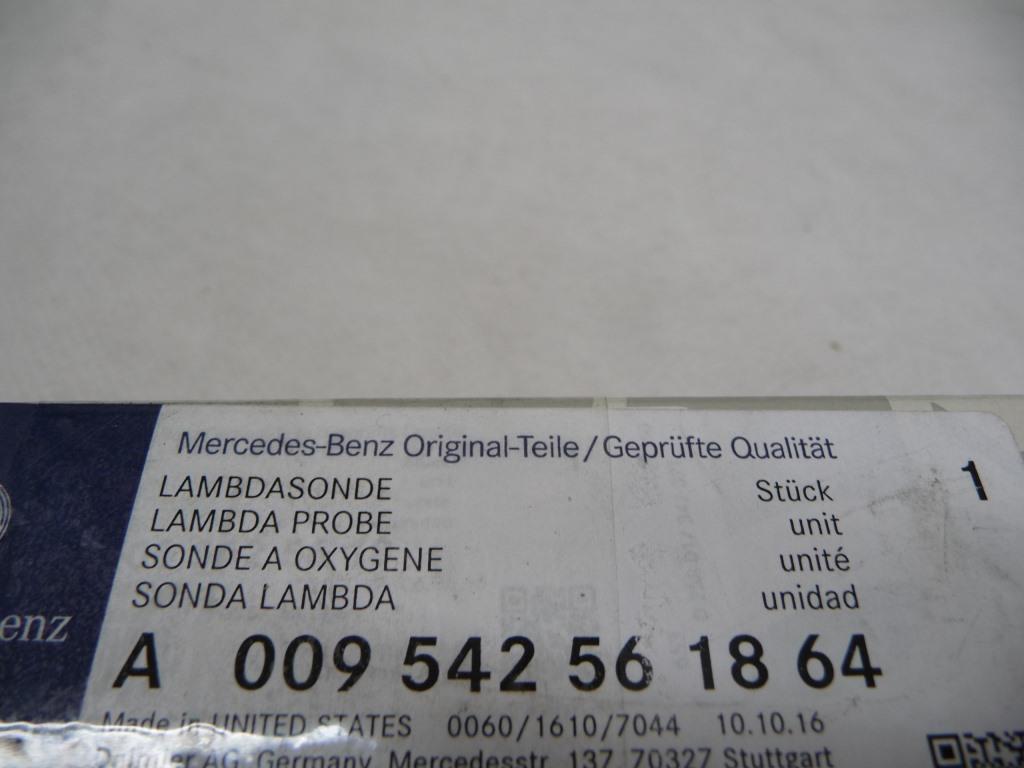 Mercedes-Benz Original-Teile/Geprüfte Qualität
LAMBDASONDE Stück 1
LAMBDA PROBE unit
SONDE A OXYGENE unité
SONDA LAMBDA unidad
enz
A 009 542 56 18 64
Made in UNITED STATES 0060/1610/7044 10.10.16
Daimler AG, Germany, Mercedesstr. 137, 70327 Stuttgart